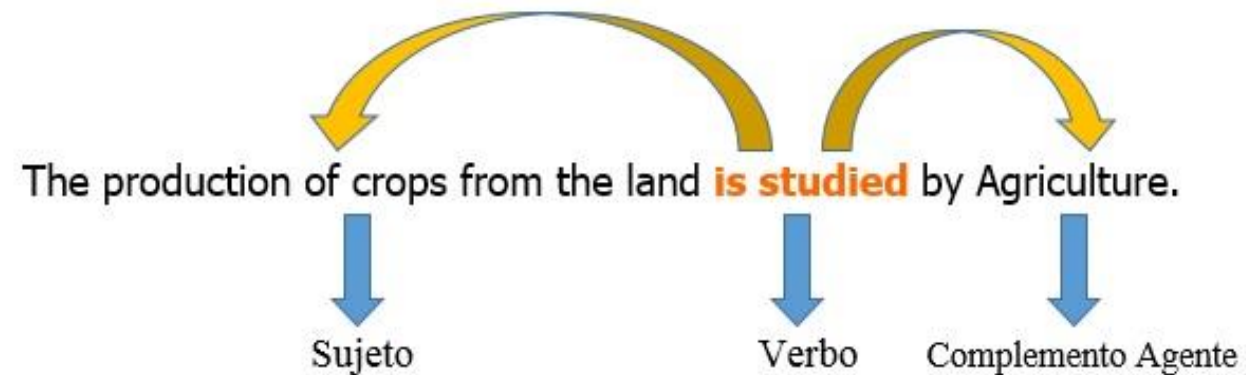 The production of crops from the land is studied by Agriculture.
Sujeto Verbo Complemento Agente